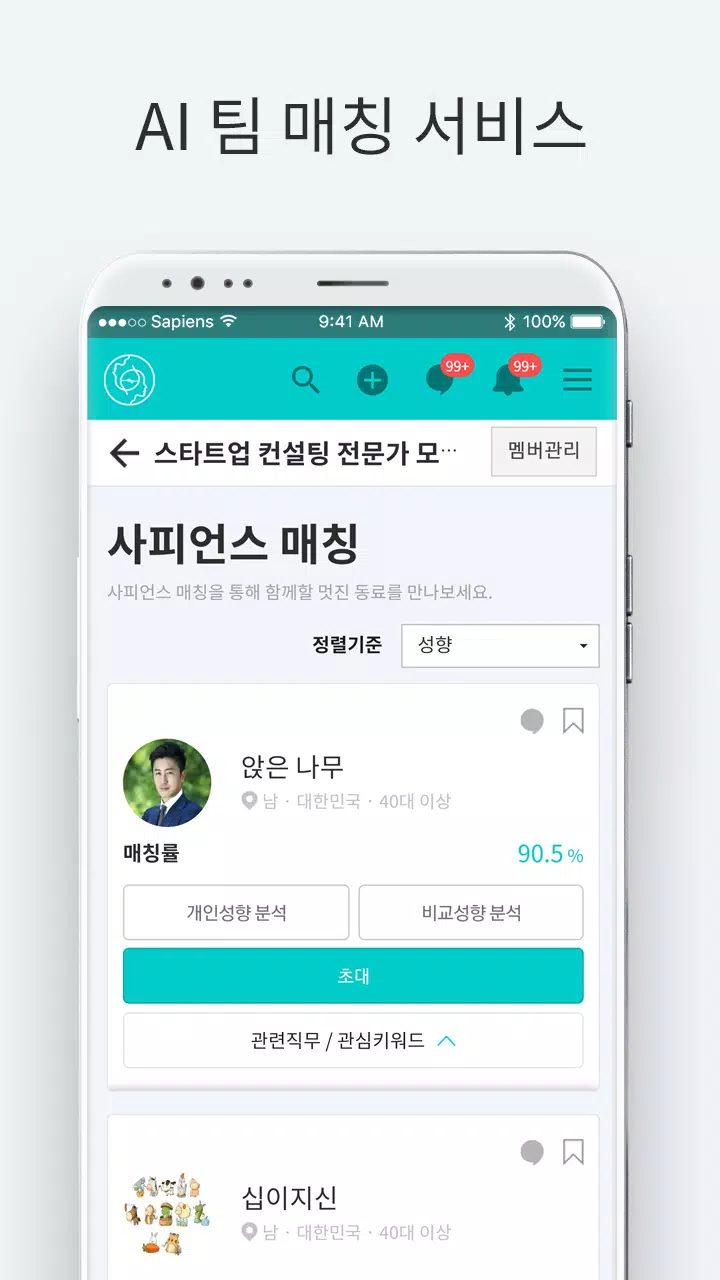 AI 팀 매칭 서비스
Sapiens 9:41 AM 100%
99+ 99+
스타트업 컨설팅 전문가 모… 멤버관리
사피언스 매칭
사피언스 매칭을 통해 함께할 멋진 동료를 만나보세요.
정렬기준 성향
앉은 나무
남 · 대한민국 · 40대 이상
매칭률 90.5 %
개인성향 분석 비교성향 분석
초대
관련직무 / 관심키워드
십이지신
남 · 대한민국 · 40대 이상